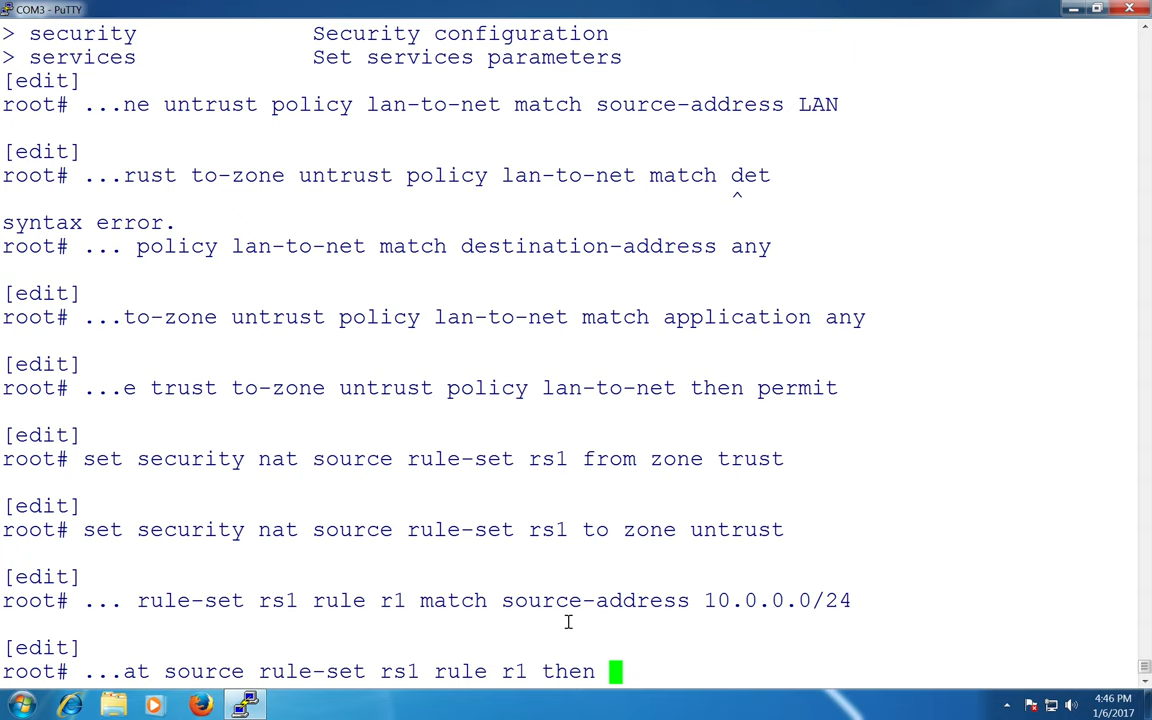 COM3 - PuTTY
> security Security configuration
> services Set services parameters
[edit]
root# ...ne untrust policy lan-to-net match source-address LAN
[edit]
root# ...rust to-zone untrust policy lan-to-net match det
^
syntax error.
root# ... policy lan-to-net match destination-address any
[edit]
root# ...to-zone untrust policy lan-to-net match application any
[edit]
root# ...e trust to-zone untrust policy lan-to-net then permit
[edit]
root# set security nat source rule-set rs1 from zone trust
[edit]
root# set security nat source rule-set rs1 to zone untrust
[edit]
root# ... rule-set rs1 rule r1 match source-address 10.0.0.0/24
[edit]
root# ...at source rule-set rs1 rule r1 then
4:46 PM
1/6/2017